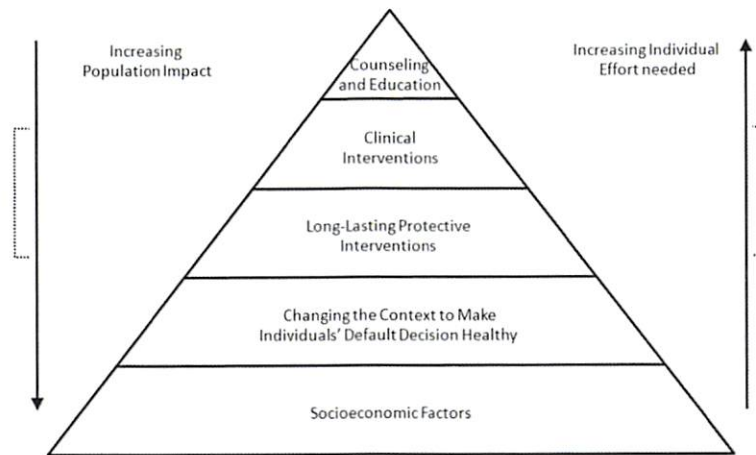 Increasing
Population Impact
Increasing Individual
Effort needed
Counseling
and Education
Clinical
Interventions
Long-Lasting Protective
Interventions
Changing the Context to Make
Individuals' Default Decision Healthy
Socioeconomic Factors